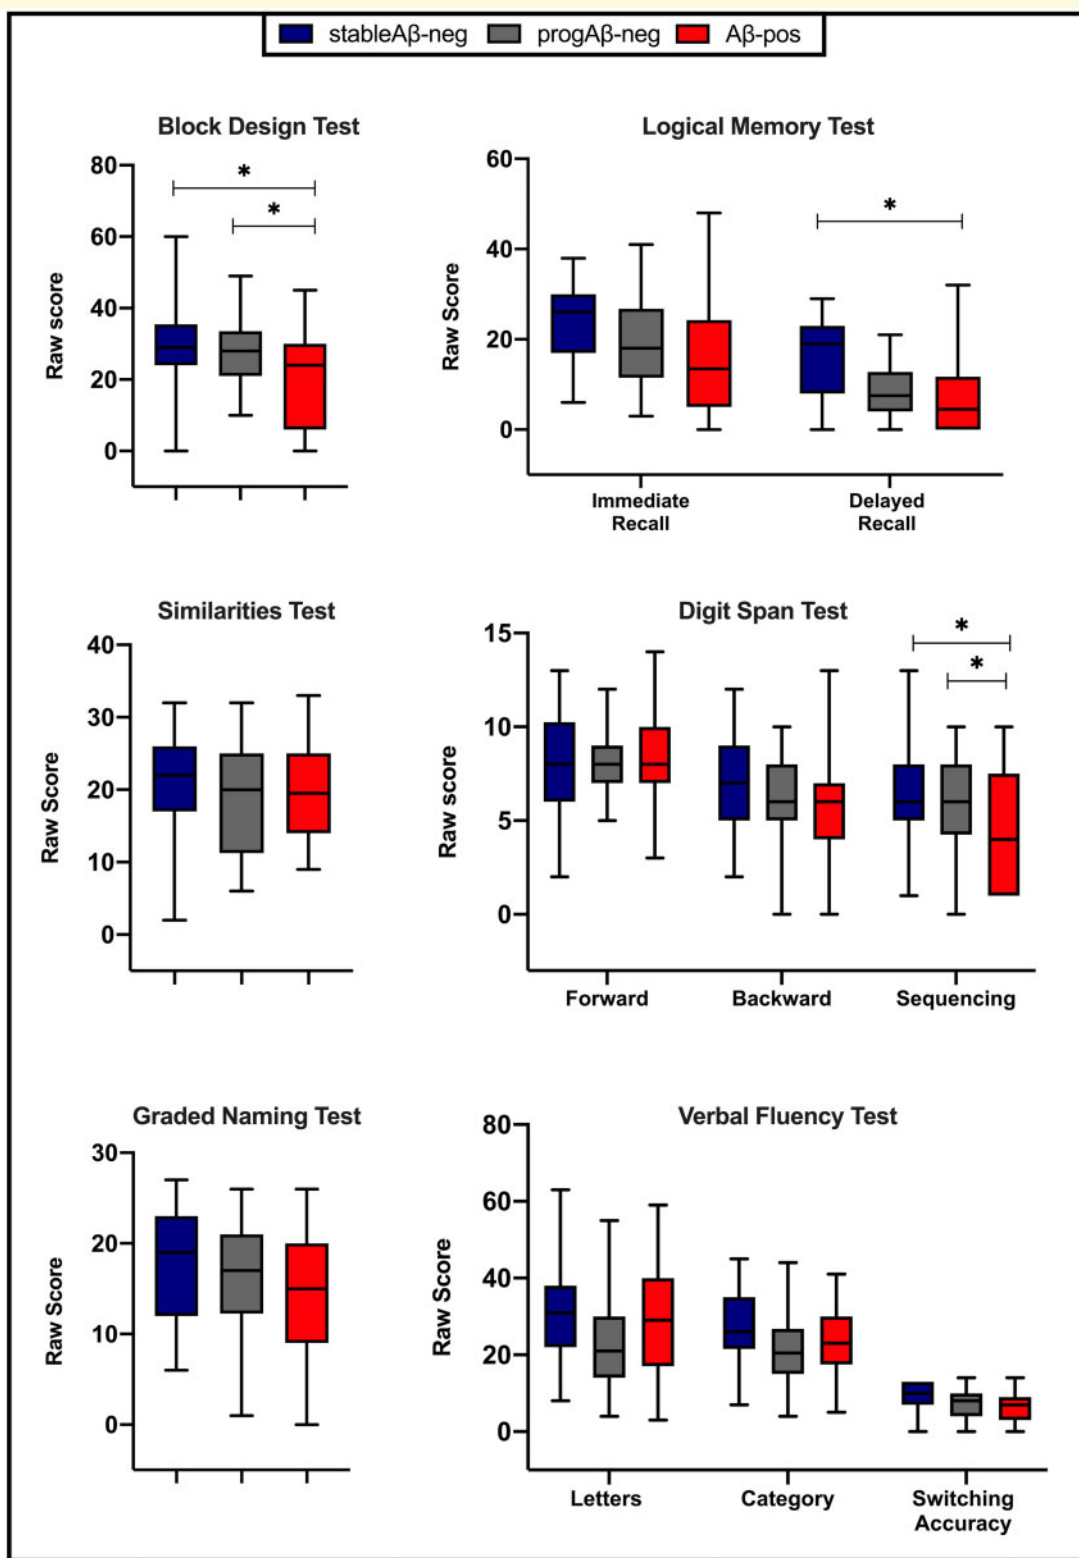 stableAβ-neg progAβ-neg Aβ-pos
Block Design Test
Raw score
80
60
40
20
0
*
*
Logical Memory Test
Raw Score
60
40
20
0
*
Immediate
Recall
Delayed
Recall
Similarities Test
Raw Score
40
30
20
10
0
Digit Span Test
Raw score
15
10
5
0
*
*
Forward
Backward
Sequencing
Graded Naming Test
Raw Score
30
20
10
0
Verbal Fluency Test
Raw Score
80
60
40
20
0
Letters
Category
Switching
Accuracy